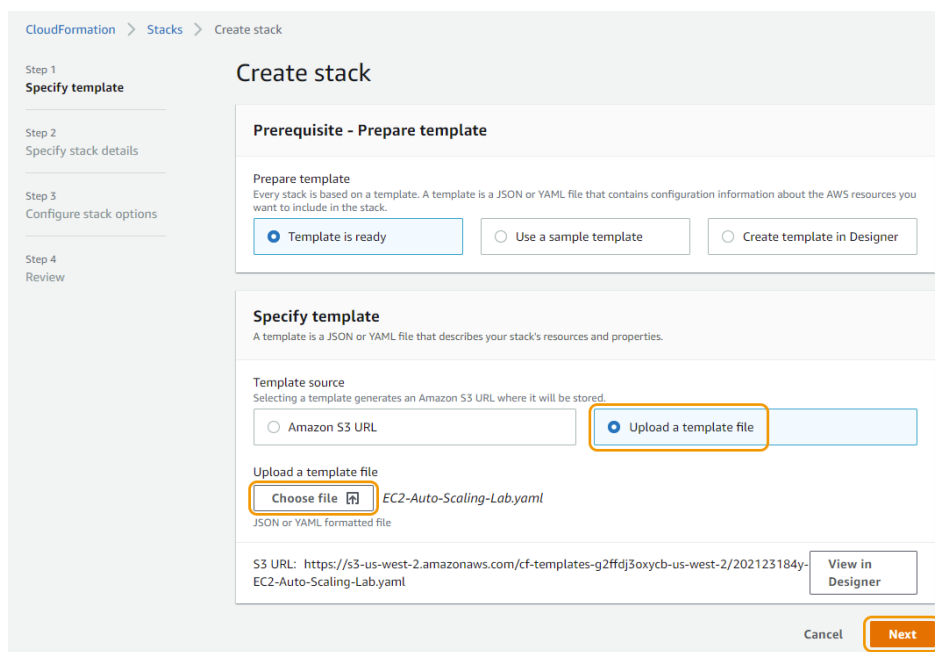 CloudFormation > Stacks > Create stack
Step 1
Specify template
Step 2
Specify stack details
Step 3
Configure stack options
Step 4
Review
Create stack
Prerequisite - Prepare template
Prepare template
Every stack is based on a template. A template is a JSON or YAML file that contains configuration information about the AWS resources you
want to include in the stack.
Template is ready
Use a sample template
Create template in Designer
Specify template
A template is a JSON or YAML file that describes your stack's resources and properties.
Template source
Selecting a template generates an Amazon S3 URL where it will be stored.
Amazon S3 URL
Upload a template file
Upload a template file
Choose file EC2-Auto-Scaling-Lab.yaml
JSON or YAML formatted file
S3 URL: https://s3-us-west-2.amazonaws.com/cf-templates-g2ffdj3oxycb-us-west-2/202123184y-
EC2-Auto-Scaling-Lab.yaml
View in
Designer
Cancel
Next